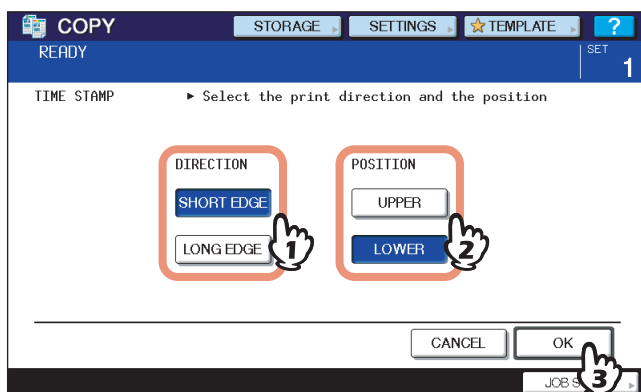 COPY STORAGE SETTINGS TEMPLATE ?
READY SET
1
TIME STAMP ► Select the print direction and the position
DIRECTION POSITION
SHORT EDGE UPPER
1 2
LONG EDGE LOWER
CANCEL OK
JOB 3